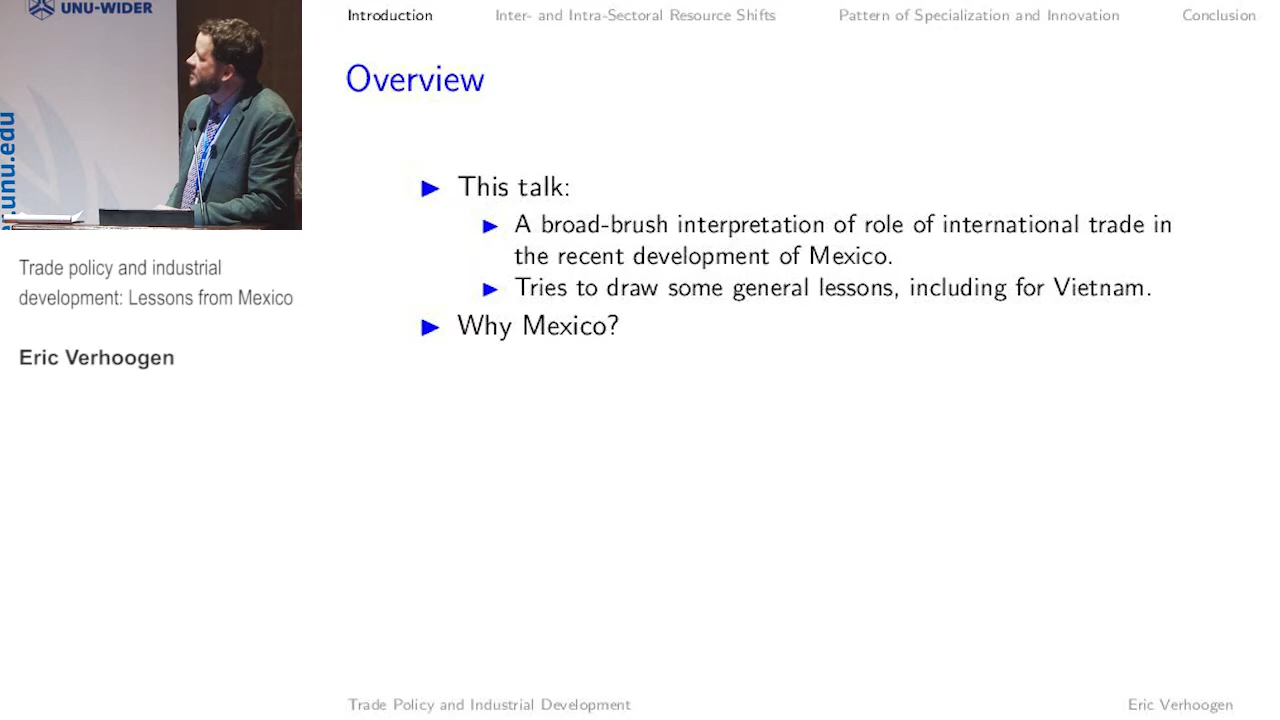 UNU-WIDER
unu.edu
Trade policy and industrial
development: Lessons from Mexico
Eric Verhoogen
Introduction
Inter- and Intra-Sectoral Resource Shifts
Pattern of Specialization and Innovation
Conclusion
Overview
This talk:
A broad-brush interpretation of role of international trade in
the recent development of Mexico.
Tries to draw some general lessons, including for Vietnam.
Why Mexico?
Trade Policy and Industrial Development
Eric Verhoogen